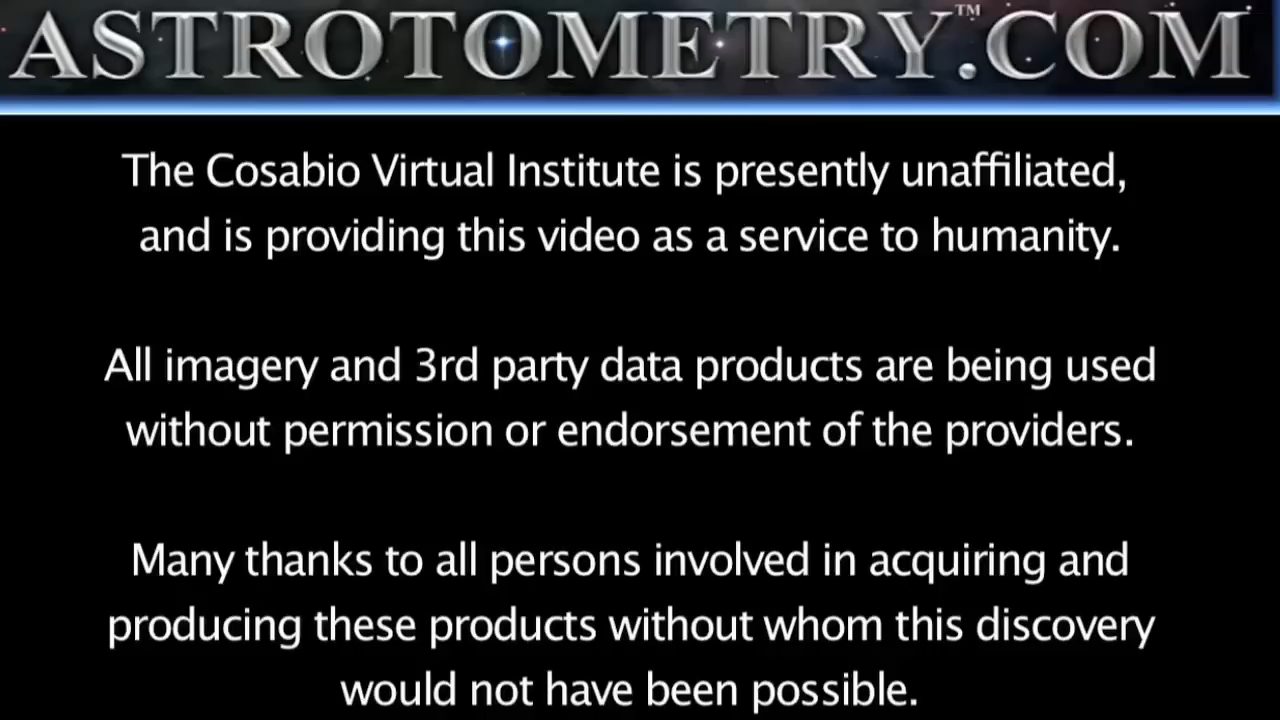 ASTROTOMETRY.COM™
The Cosabio Virtual Institute is presently unaffiliated,
and is providing this video as a service to humanity.
All imagery and 3rd party data products are being used
without permission or endorsement of the providers.
Many thanks to all persons involved in acquiring and
producing these products without whom this discovery
would not have been possible.